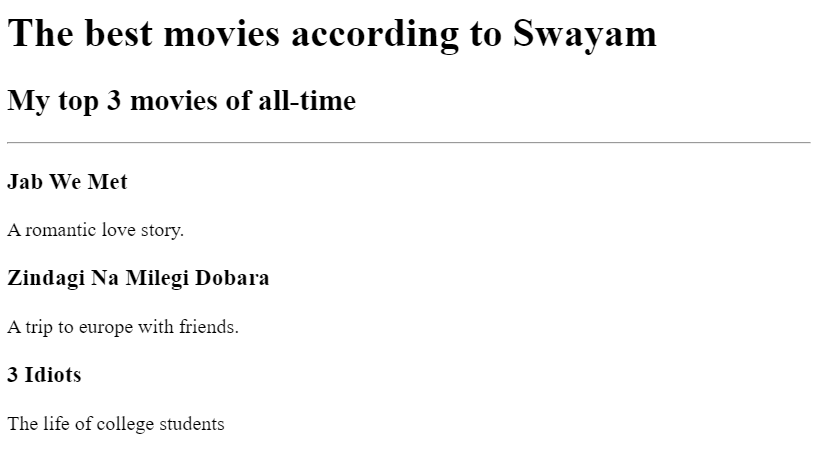 The best movies according to Swayam
My top 3 movies of all-time
Jab We Met
A romantic love story.
Zindagi Na Milegi Dobara
A trip to europe with friends.
3 Idiots
The life of college students